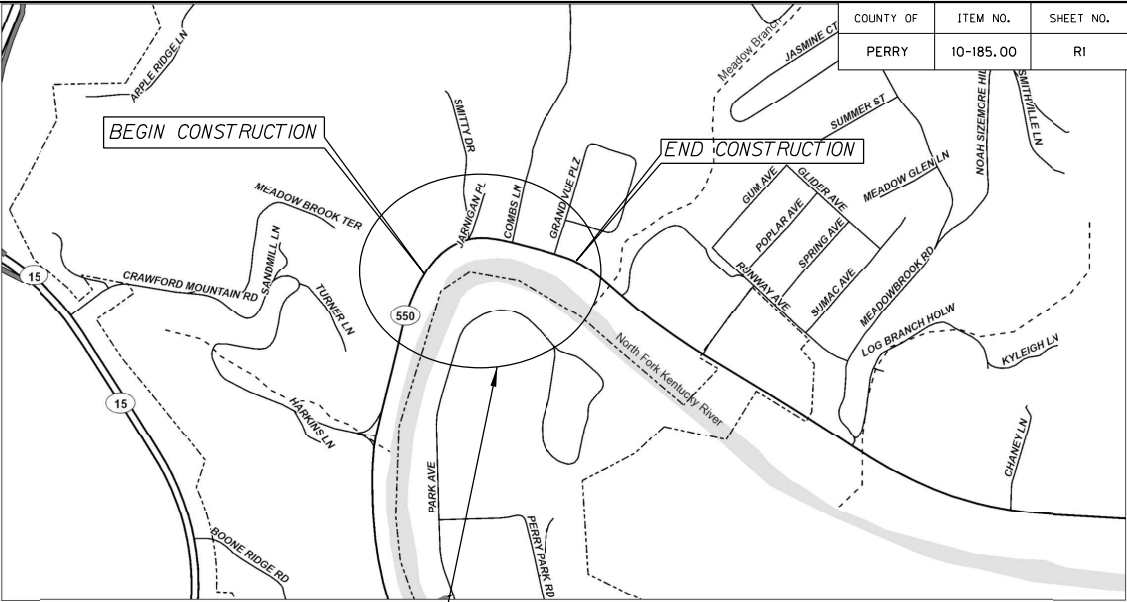 COUNTY OF
ITEM NO.
SHEET NO.
PERRY
10-185.00
R1
APPLE RIDGE LN
Meadow Branch
JASMINE CT
SMITHVILLE LN
NOAH SIZEMORE HIL
SUMMER ST
SMITTY DR
BEGIN CONSTRUCTION
END CONSTRUCTION
MEADOW GLEN LN
GUM AVE
GLIDER AVE
GRAND VUE PLZ
MEADOW BROOK TER
JARNIGAN PL
COMBS LN
POPLAR AVE
SPRING AVE
SANDMILL LN
RUNWAY AVE
SUMAC AVE
MEADOWBROOK RD
15
CRAWFORD MOUNTAIN RD
TURNER LN
550
LOG BRANCH HOLW
KYLEIGH LN
North Fork Kentucky River
15
HARKINS LN
CHANEY LN
PARK AVE
PERRY PARK RD
BOONE RIDGE RD